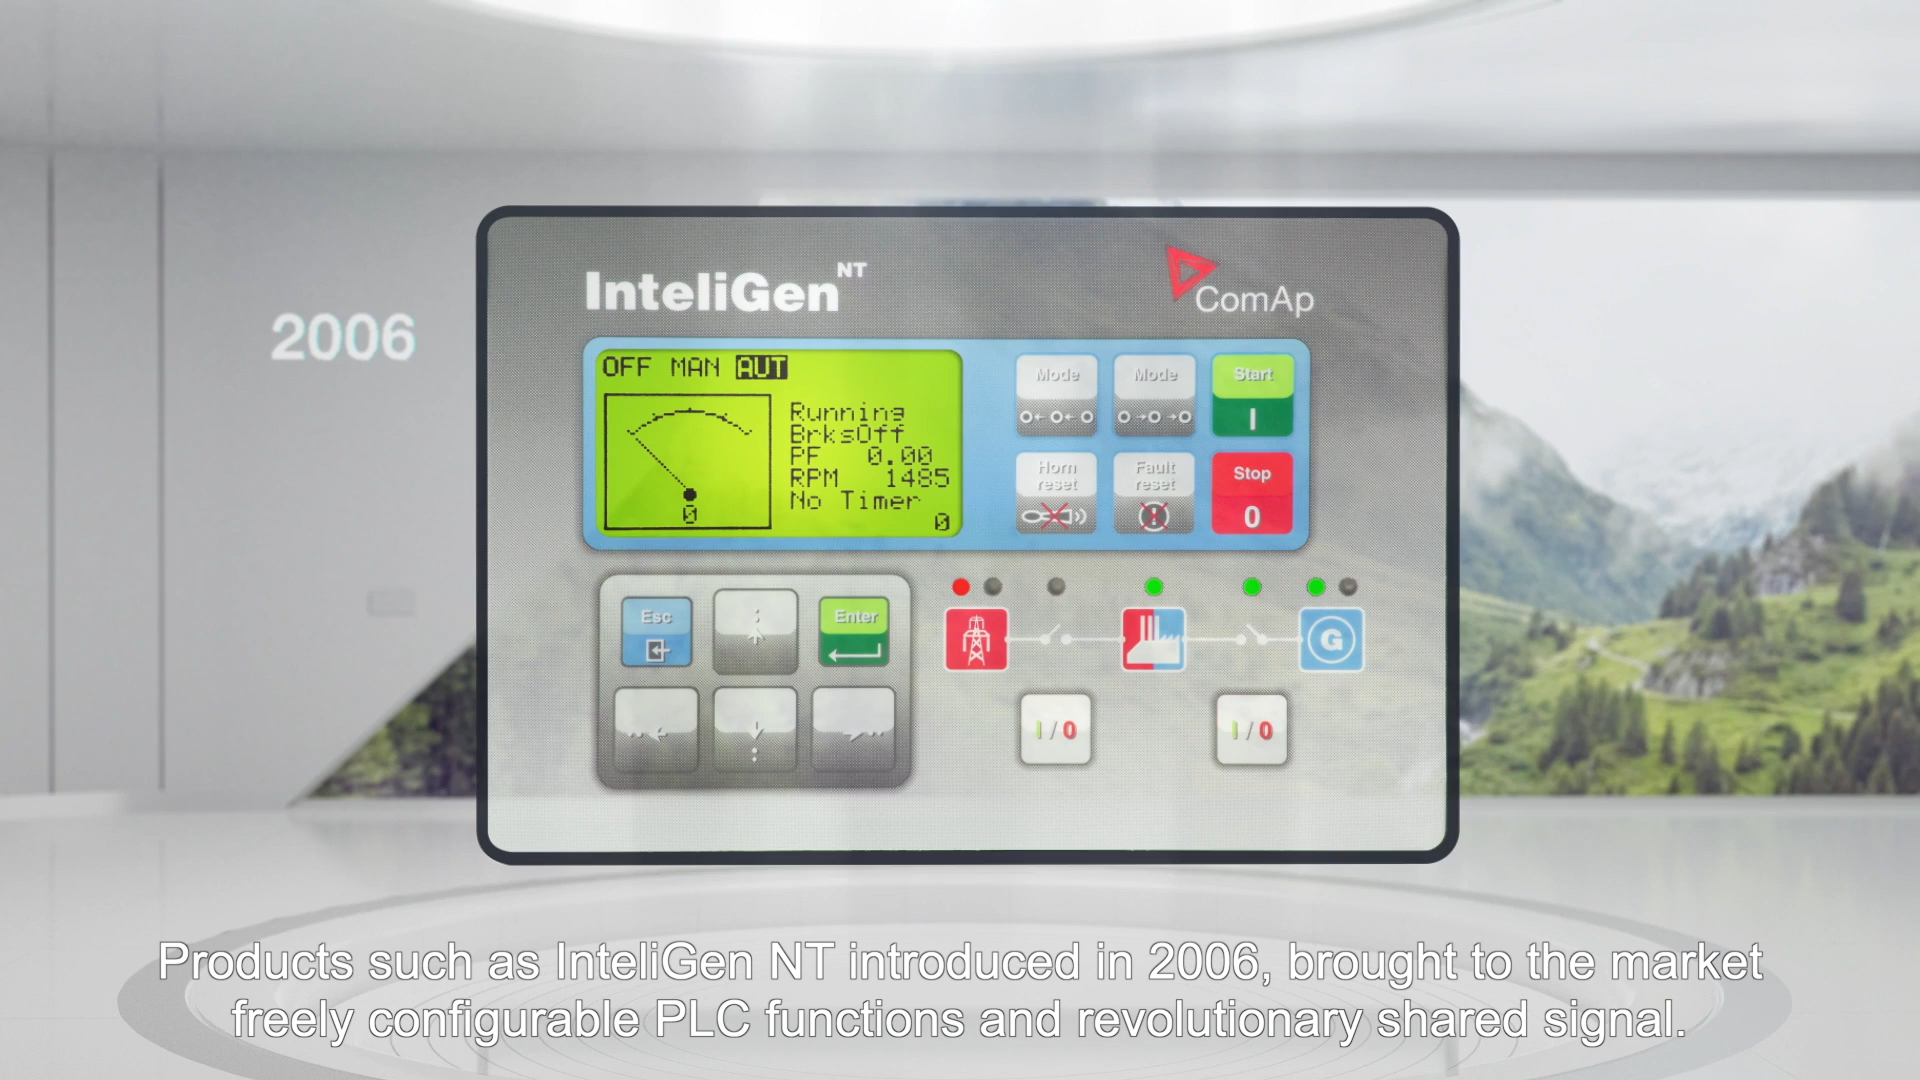 InteliGen NT
ComAp
2006
OFF MAN AUT
Running
BrksOff
PF 0.00
RPM 1485
No Timer
0
0
Mode
Mode
Start
I
Horn
reset
Fault
reset
Stop
0
Esc
Enter
G
I/0
I/0
Products such as InteliGen NT introduced in 2006, brought to the market
freely configurable PLC functions and revolutionary shared signal.